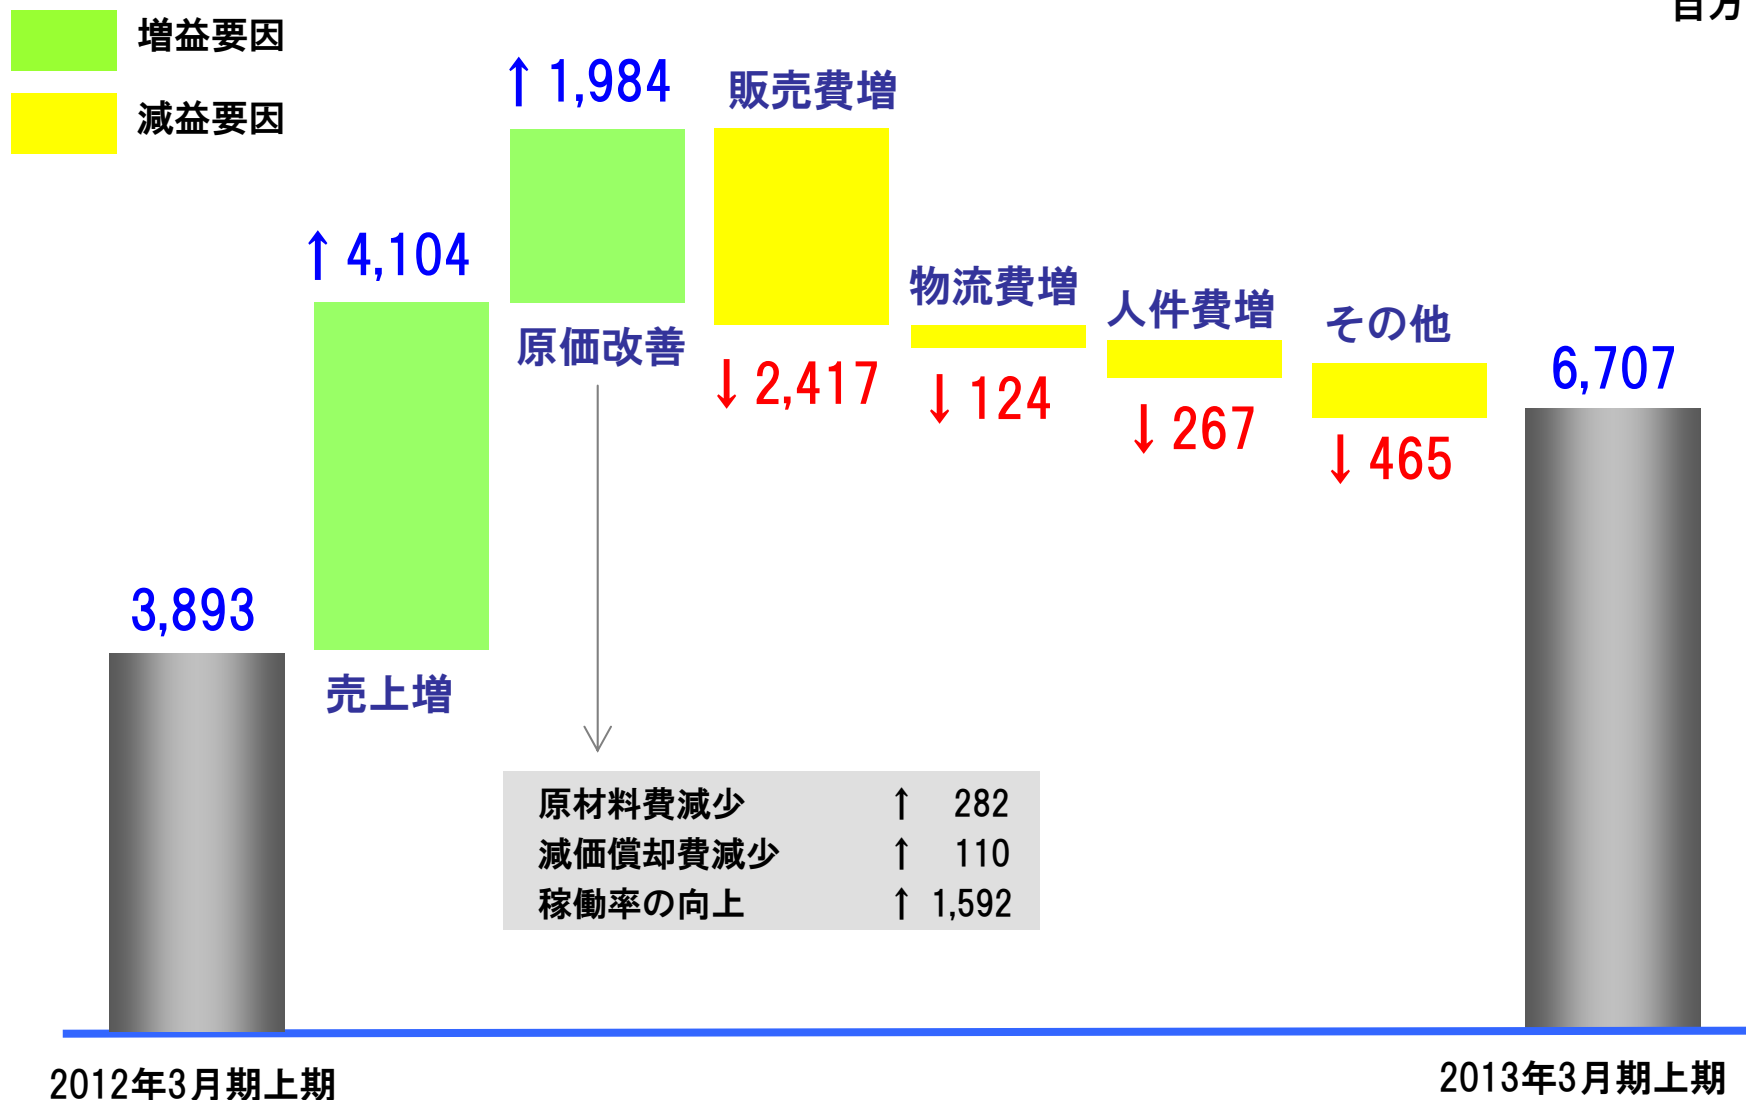 増益要因
減益要因
↑ 1,984
販売費増
↑ 4,104
物流費増
人件費増
その他
原価改善
↓ 2,417
↓ 124
↓ 267
↓ 465
6,707
3,893
売上増
原材料費減少 ↑ 282
減価償却費減少 ↑ 110
稼働率の向上 ↑ 1,592
2012年3月期上期
2013年3月期上期